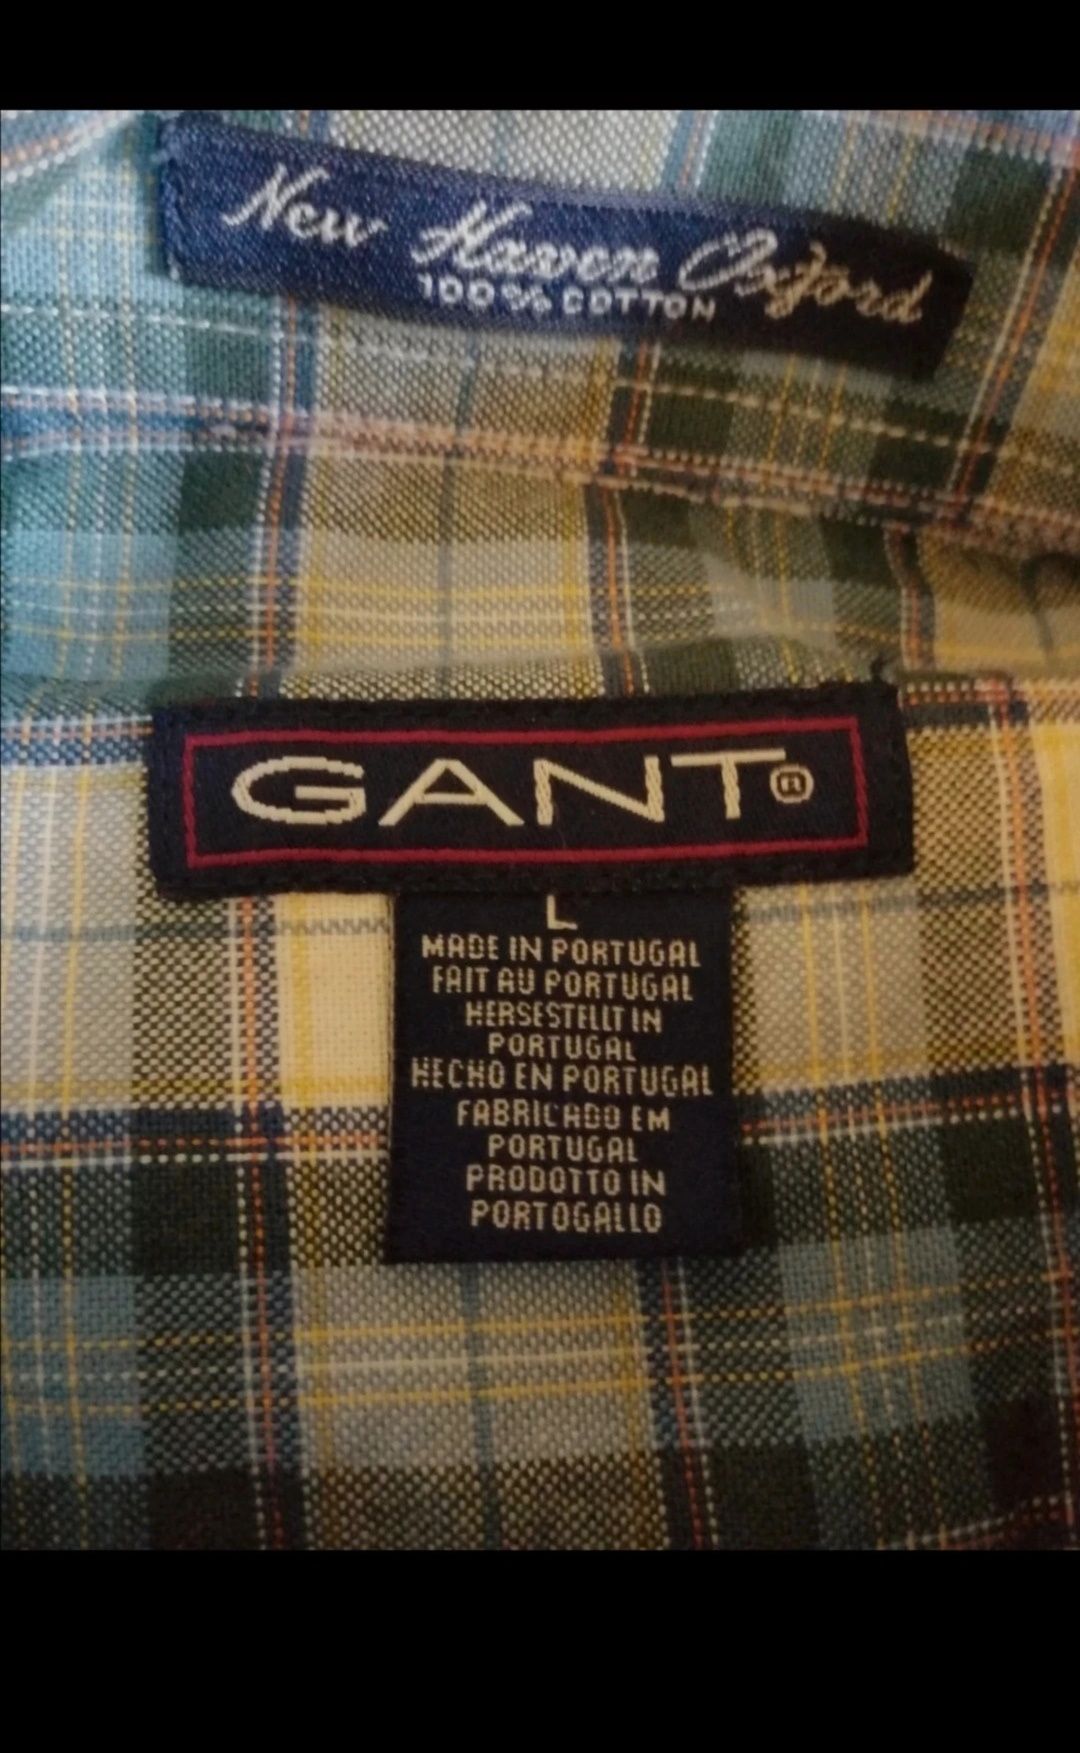 New Haven Oxford
100% COTTON
GANT®
L
MADE IN PORTUGAL
FAIT AU PORTUGAL
HERSESTELLT IN
PORTUGAL
HECHO EN PORTUGAL
FABRICADO EM
PORTUGAL
PRODOTTO IN
PORTOGALLO